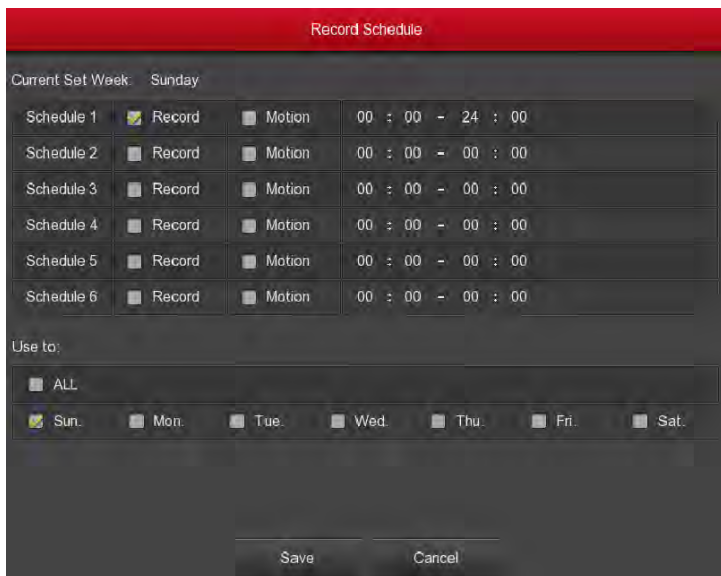 Record Schedule
Current Set Week: Sunday
Schedule 1 Record Motion 00 : 00 - 24 : 00
Schedule 2 Record Motion 00 : 00 - 00 : 00
Schedule 3 Record Motion 00 : 00 - 00 : 00
Schedule 4 Record Motion 00 : 00 - 00 : 00
Schedule 5 Record Motion 00 : 00 - 00 : 00
Schedule 6 Record Motion 00 : 00 - 00 : 00
Use to:
ALL
Sun. Mon. Tue. Wed. Thu. Fri. Sat.
Save Cancel